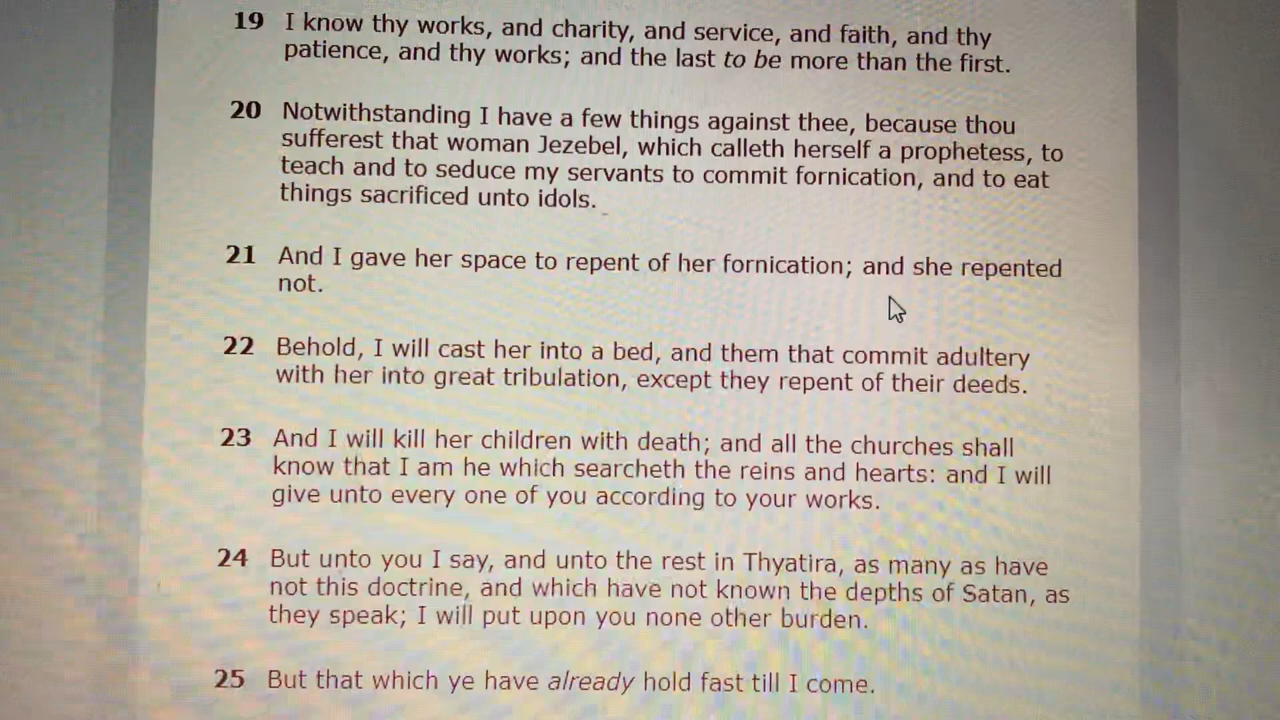 19 I know thy works, and charity, and service, and faith, and thy
patience, and thy works; and the last to be more than the first.
20 Notwithstanding I have a few things against thee, because thou
sufferest that woman Jezebel, which calleth herself a prophetess, to
teach and to seduce my servants to commit fornication, and to eat
things sacrificed unto idols.
21 And I gave her space to repent of her fornication; and she repented
not.
22 Behold, I will cast her into a bed, and them that commit adultery
with her into great tribulation, except they repent of their deeds.
23 And I will kill her children with death; and all the churches shall
know that I am he which searcheth the reins and hearts: and I will
give unto every one of you according to your works.
24 But unto you I say, and unto the rest in Thyatira, as many as have
not this doctrine, and which have not known the depths of Satan, as
they speak; I will put upon you none other burden.
25 But that which ye have already hold fast till I come.